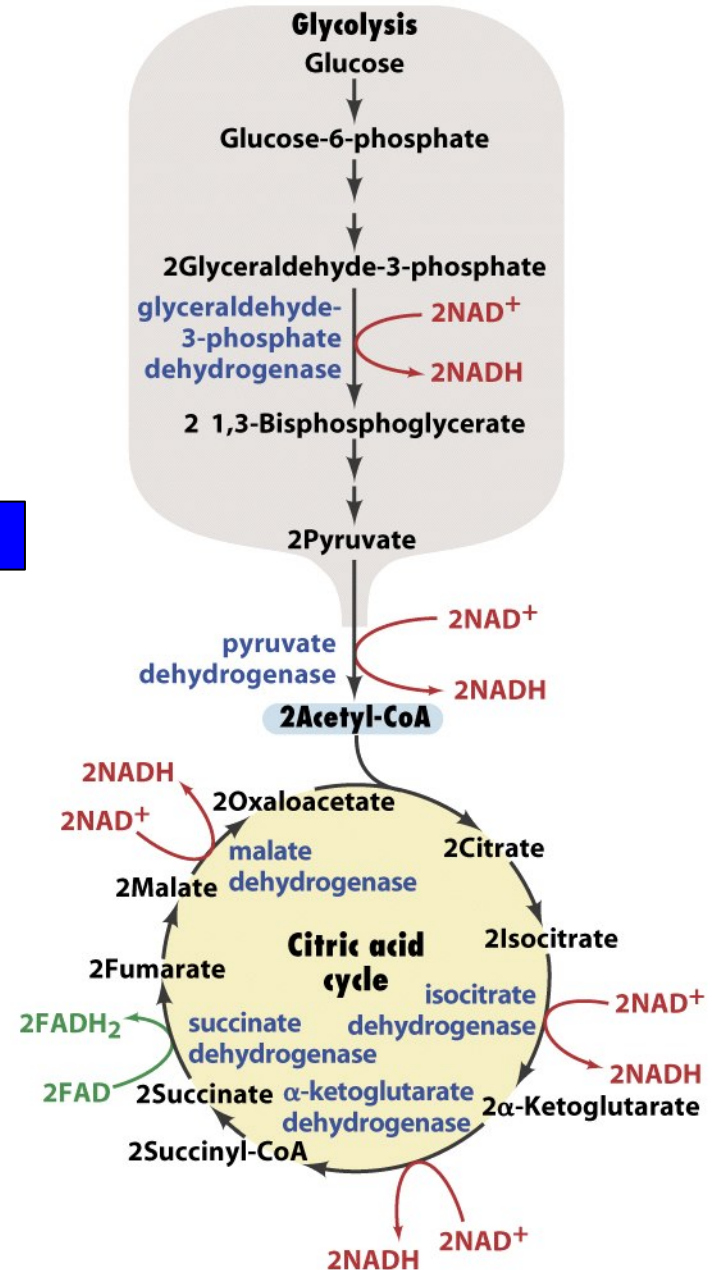 Glycolysis
Glucose
Glucose-6-phosphate
2Glyceraldehyde-3-phosphate
glyceraldehyde-
3-phosphate
dehydrogenase
2NAD⁺
2NADH
2 1,3-Bisphosphoglycerate
2Pyruvate
pyruvate
dehydrogenase
2NAD⁺
2NADH
2Acetyl-CoA
2NADH
2NAD⁺
2Oxaloacetate
malate
dehydrogenase
2Citrate
2Malate
2Isocitrate
Citric acid
cycle
2Fumarate
isocitrate
dehydrogenase
2NAD⁺
2NADH
2FADH₂
2FAD
succinate
dehydrogenase
2Succinate
α-ketoglutarate
dehydrogenase
2α-Ketoglutarate
2Succinyl-CoA
2NADH
2NAD⁺